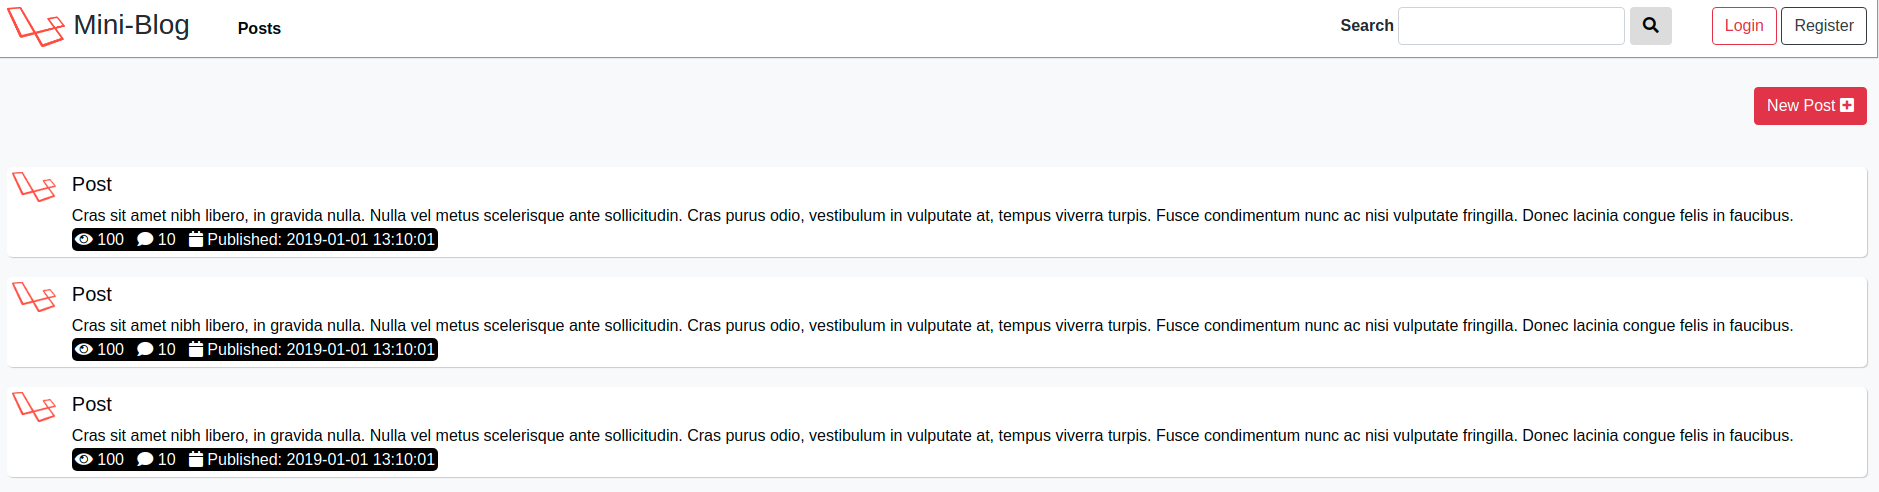 Mini-Blog Posts Search Login Register
New Post
Post
Cras sit amet nibh libero, in gravida nulla. Nulla vel metus scelerisque ante sollicitudin. Cras purus odio, vestibulum in vulputate at, tempus viverra turpis. Fusce condimentum nunc ac nisi vulputate fringilla. Donec lacinia congue felis in faucibus.
100 10 Published: 2019-01-01 13:10:01
Post
Cras sit amet nibh libero, in gravida nulla. Nulla vel metus scelerisque ante sollicitudin. Cras purus odio, vestibulum in vulputate at, tempus viverra turpis. Fusce condimentum nunc ac nisi vulputate fringilla. Donec lacinia congue felis in faucibus.
100 10 Published: 2019-01-01 13:10:01
Post
Cras sit amet nibh libero, in gravida nulla. Nulla vel metus scelerisque ante sollicitudin. Cras purus odio, vestibulum in vulputate at, tempus viverra turpis. Fusce condimentum nunc ac nisi vulputate fringilla. Donec lacinia congue felis in faucibus.
100 10 Published: 2019-01-01 13:10:01